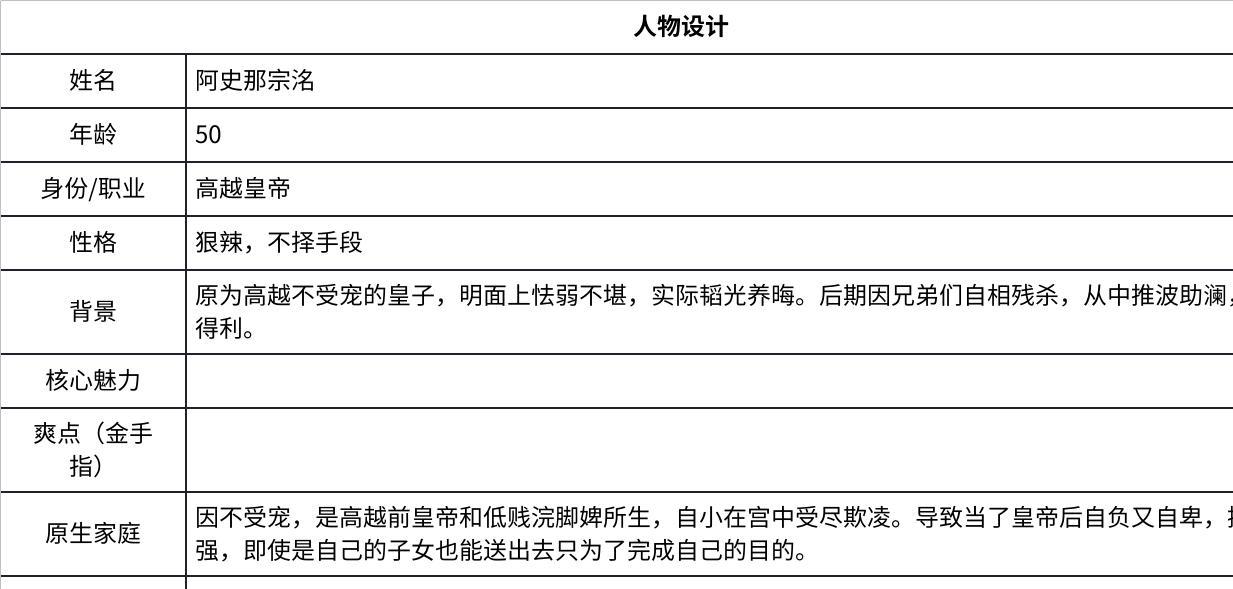 人物设计
姓名
阿史那宗洺
年龄
50
身份/职业
高越皇帝
性格
狠辣，不择手段
背景
原为高越不受宠的皇子，明面上怯弱不堪，实际韬光养晦。后期因兄弟们自相残杀，从中推波助澜，
得利。
核心魅力
爽点（金手
指）
原生家庭
因不受宠，是高越前皇帝和低贱浣脚婢所生，自小在宫中受尽欺凌。导致当了皇帝后自负又自卑，
强，即使是自己的子女也能送出去只为了完成自己的目的。